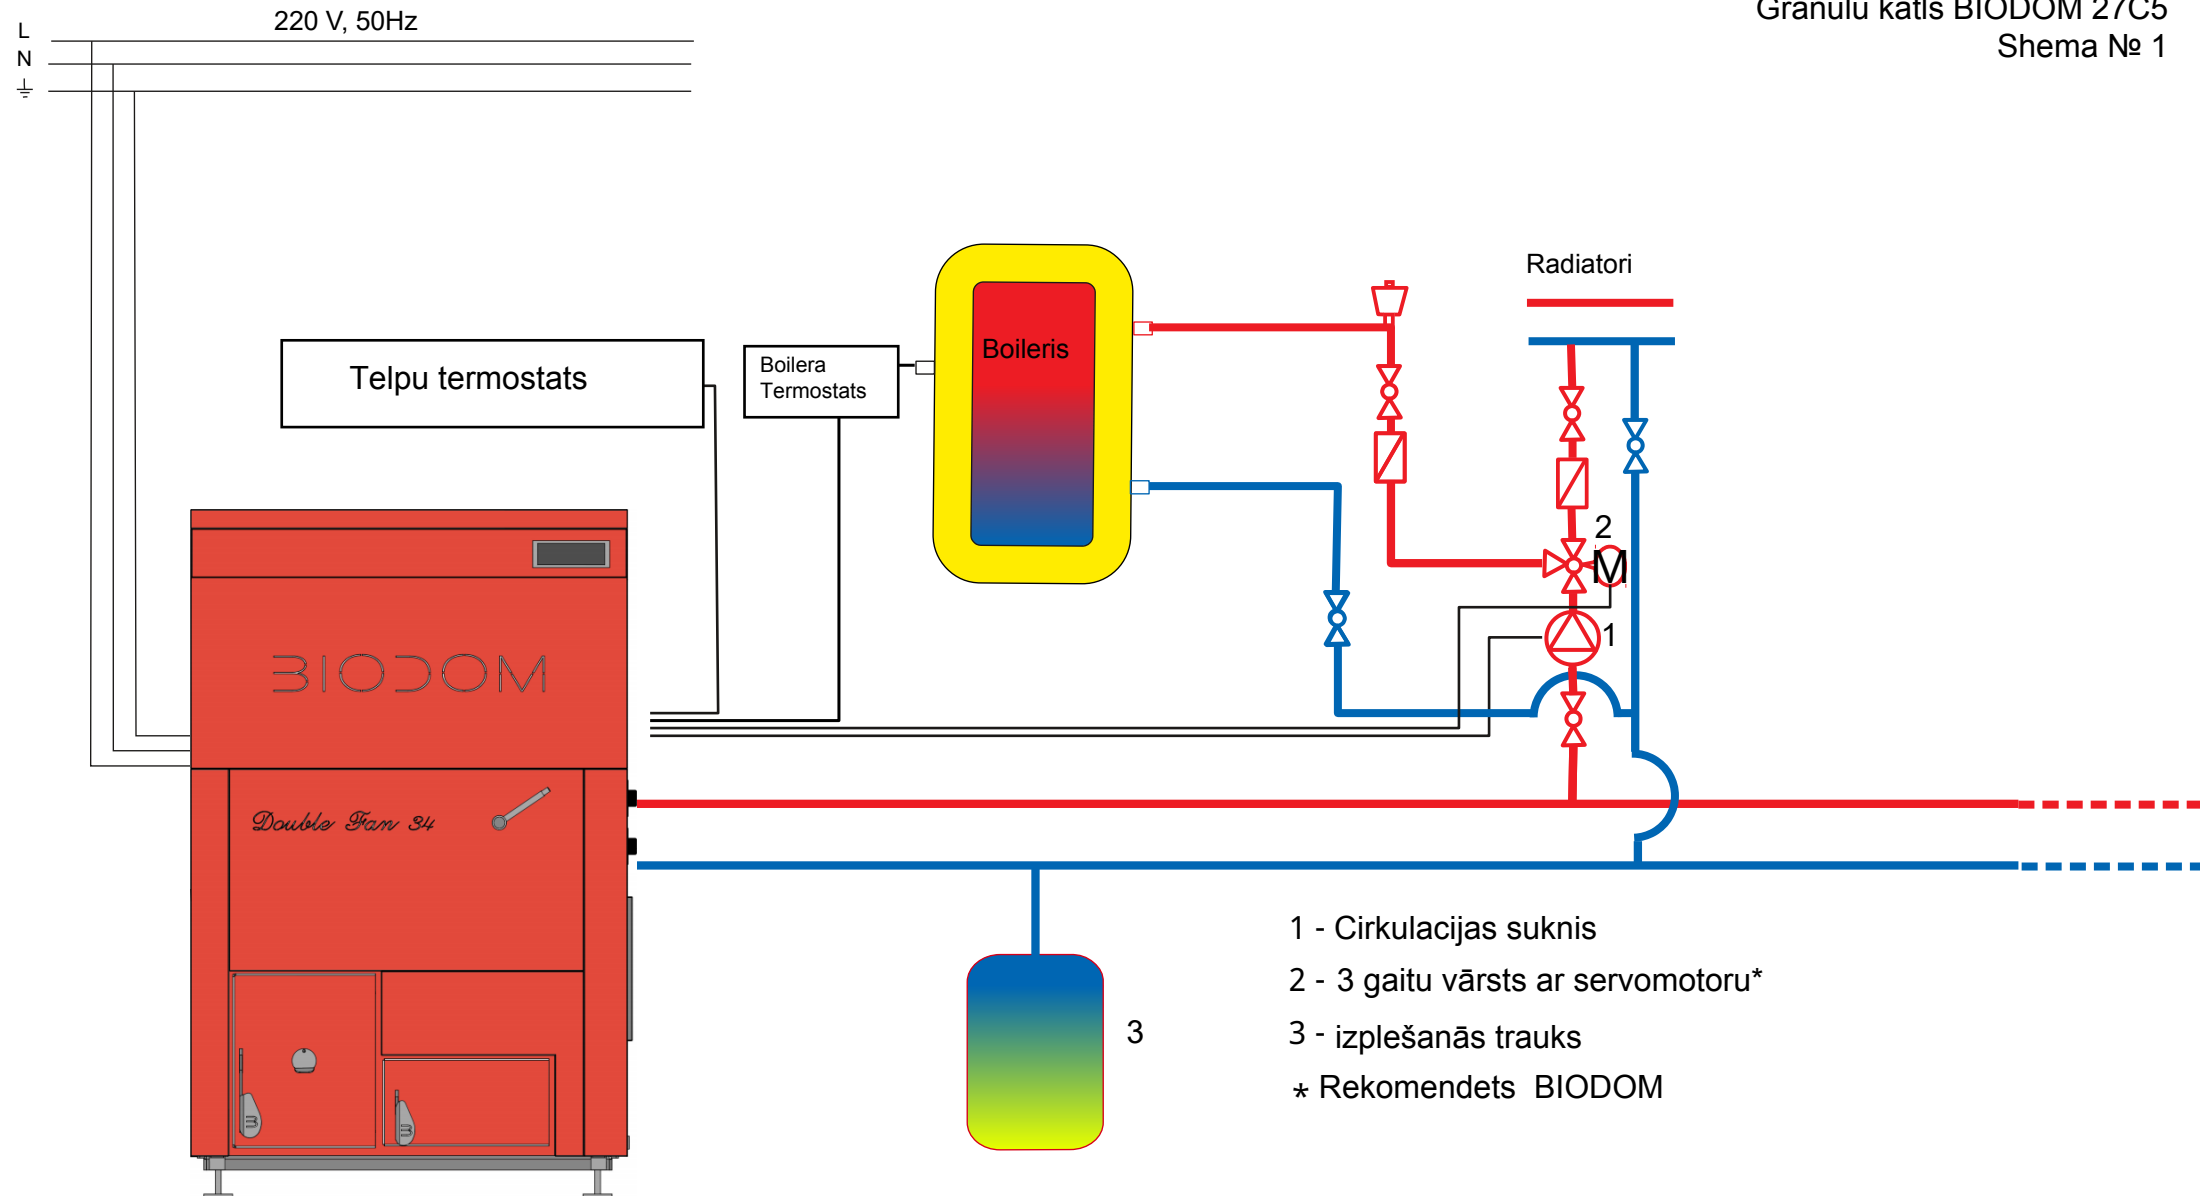 Granulu katls BIODOM 27C5
Shema № 1
220 V, 50Hz
L
N
Radiatori
Boileris
Telpu termostats
Boilera
Termostats
2
M
1
BIODOM
Double Fan 34
3
1 - Cirkulacijas suknis
2 - 3 gaitu vārsts ar servomotoru*
3 - izplešanās trauks
* Rekomendets BIODOM